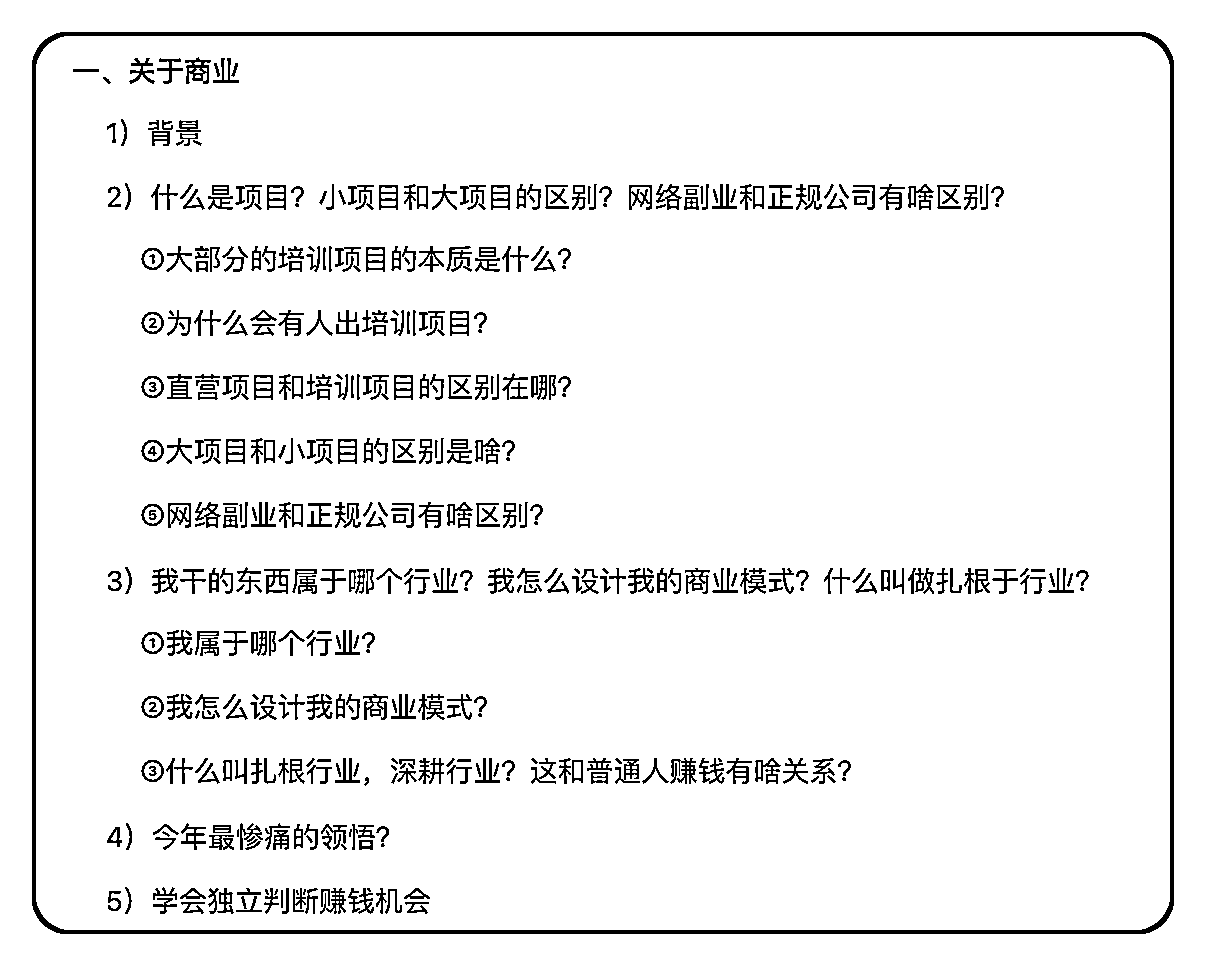 一、关于商业
1）背景
2）什么是项目？小项目和大项目的区别？网络副业和正规公司有啥区别？
①大部分的培训项目的本质是什么？
②为什么会有人出培训项目？
③直营项目和培训项目的区别在哪？
④大项目和小项目的区别是啥？
⑤网络副业和正规公司有啥区别？
3）我干的东西属于哪个行业？我怎么设计我的商业模式？什么叫做扎根于行业？
①我属于哪个行业？
②我怎么设计我的商业模式？
③什么叫扎根行业，深耕行业？这和普通人赚钱有啥关系？
4）今年最惨痛的领悟？
5）学会独立判断赚钱机会